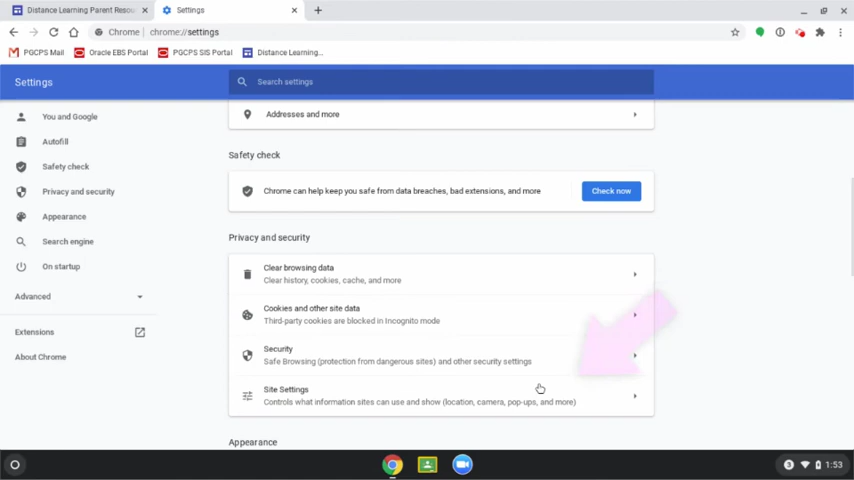 Distance Learning Parent Resou
Settings
Chrome | chrome://settings
PGCPS Mail
Oracle EBS Portal
PGCPS SIS Portal
Distance Learning...
Settings
Search settings
You and Google
Autofill
Safety check
Privacy and security
Appearance
Search engine
On startup
Advanced
Extensions
About Chrome
Addresses and more
Safety check
Chrome can help keep you safe from data breaches, bad extensions, and more
Check now
Privacy and security
Clear browsing data
Clear history, cookies, cache, and more
Cookies and other site data
Third-party cookies are blocked in Incognito mode
Security
Safe Browsing (protection from dangerous sites) and other security settings
Site Settings
Controls what information sites can use and show (location, camera, pop-ups, and more)
Appearance
3
1:53